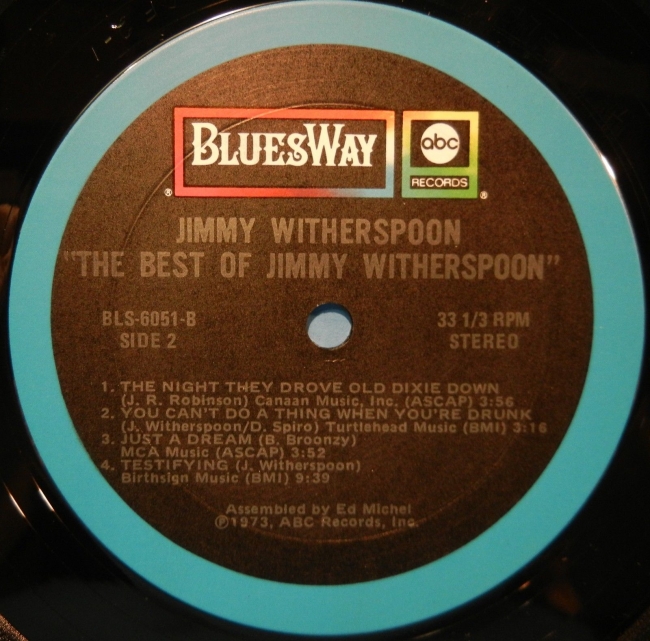 BLUESWAY
abc
RECORDS
®
®
JIMMY WITHERSPOON
"THE BEST OF JIMMY WITHERSPOON"
BLS-6051-B
33 1/3 RPM
SIDE 2
STEREO
1. THE NIGHT THEY DROVE OLD DIXIE DOWN
(J. R. Robinson) Canaan Music, Inc. (ASCAP) 3:56
2. YOU CAN'T DO A THING WHEN YOU'RE DRUNK
(J. Witherspoon/D. Spiro) Turtlehead Music (BMI) 3:16
3. JUST A DREAM (B. Broonzy)
MCA Music (ASCAP) 3:52
4. TESTIFYING (J. Witherspoon)
Birthsign Music (BMI) 9:39
Assembled by Ed Michel
℗1973, ABC Records, Inc.